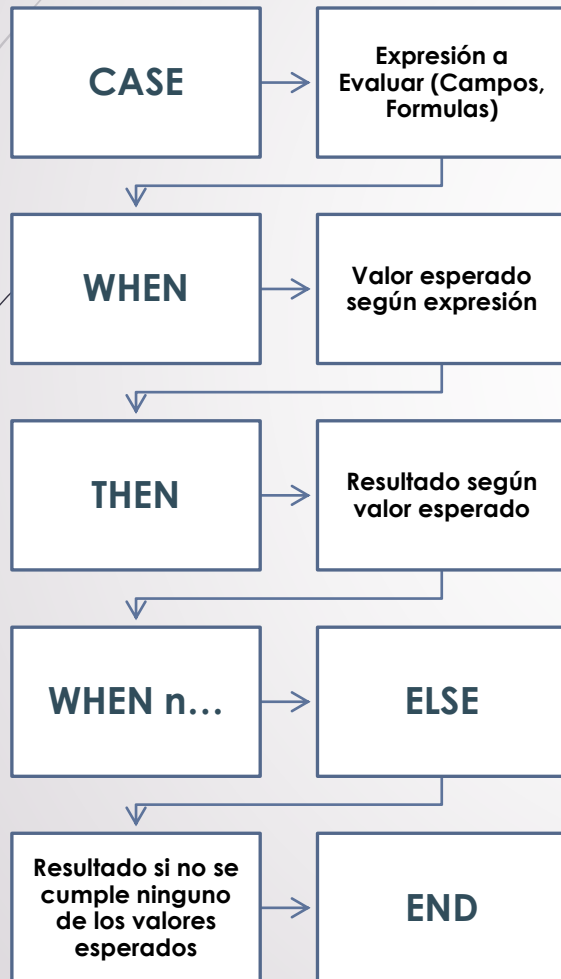 CASE
Expresión a
Evaluar (Campos,
Formulas)
WHEN
Valor esperado
según expresión
THEN
Resultado según
valor esperado
WHEN n...
ELSE
Resultado si no se
cumple ninguno
de los valores
esperados
END